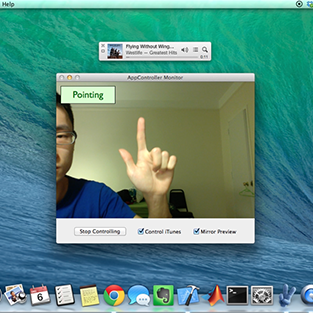 Help
Flying Without Wing...
Westlife — Greatest Hits
0:11
AppController Monitor
Pointing
Stop Controlling
Control iTunes
Mirror Preview
6